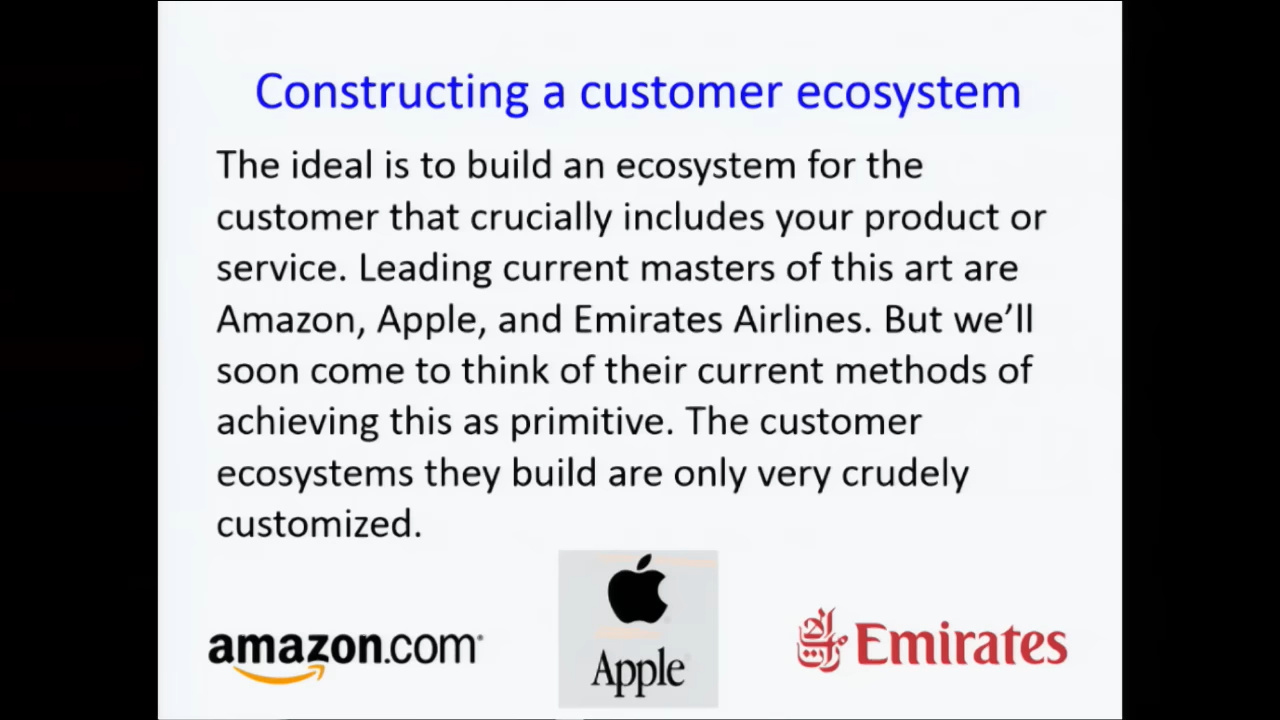 Constructing a customer ecosystem
The ideal is to build an ecosystem for the
customer that crucially includes your product or
service. Leading current masters of this art are
Amazon, Apple, and Emirates Airlines. But we’ll
soon come to think of their current methods of
achieving this as primitive. The customer
ecosystems they build are only very crudely
customized.
amazon.com
Apple
Emirates